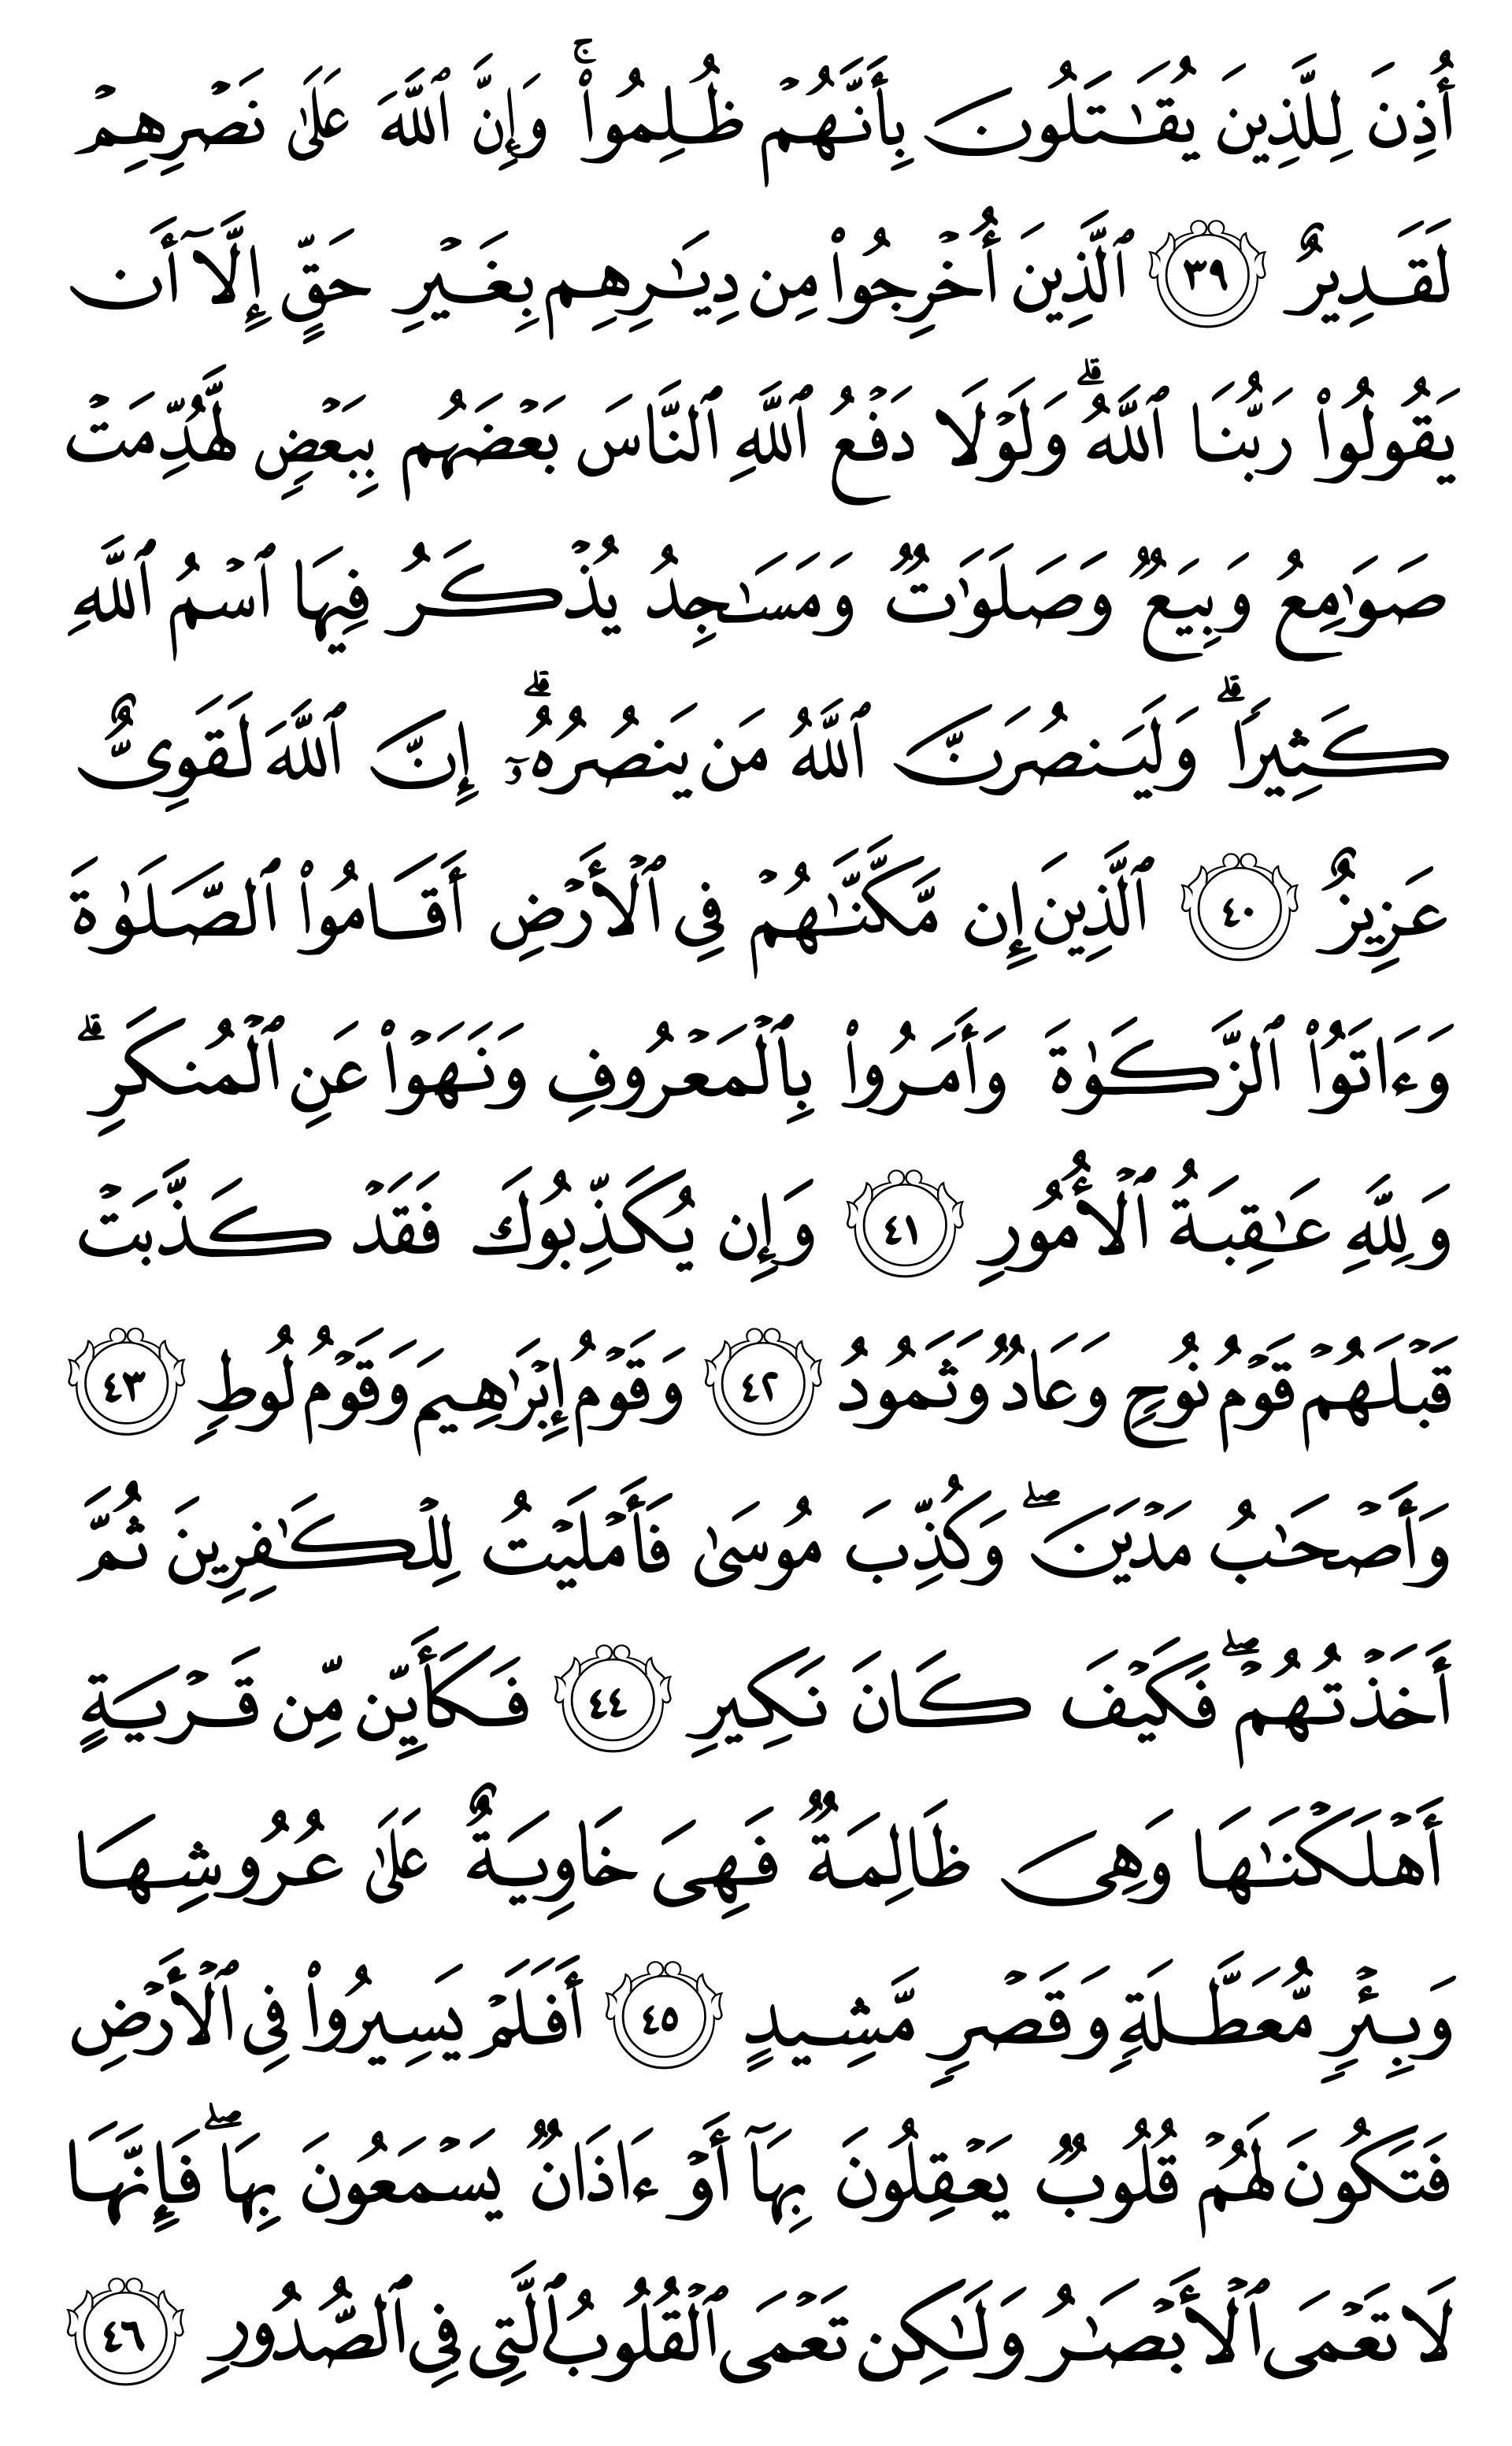 أُذِنَ لِلَّذِينَ يُقَٰتَلُونَ بِأَنَّهُمۡ ظُلِمُواْۚ وَإِنَّ ٱللَّهَ عَلَىٰ نَصۡرِهِمۡ
لَقَدِيرٌ ٣٩ ٱلَّذِينَ أُخۡرِجُواْ مِن دِيَٰرِهِم بِغَيۡرِ حَقٍّ إِلَّآ أَن
يَقُولُواْ رَبُّنَا ٱللَّهُۗ وَلَوۡلَا دَفۡعُ ٱللَّهِ ٱلنَّاسَ بَعۡضَهُم بِبَعۡضٖ لَّهُدِّمَتۡ
صَوَٰمِعُ وَبِيَعٞ وَصَلَوَٰتٞ وَمَسَٰجِدُ يُذۡكَرُ فِيهَا ٱسۡمُ ٱللَّهِ
كَثِيرٗاۗ وَلَيَنصُرَنَّ ٱللَّهُ مَن يَنصُرُهُۥٓۗ إِنَّ ٱللَّهَ لَقَوِيٌّ
عَزِيزٌ ٤٠ ٱلَّذِينَ إِن مَّكَّنَّٰهُمۡ فِي ٱلۡأَرۡضِ أَقَامُواْ ٱلصَّلَوٰةَ
وَءَاتَوُاْ ٱلزَّكَوٰةَ وَأَمَرُواْ بِٱلۡمَعۡرُوفِ وَنَهَوۡاْ عَنِ ٱلۡمُنكَرِۗ
وَلِلَّهِ عَٰقِبَةُ ٱلۡأُمُورِ ٤١ وَإِن يُكَذِّبُوكَ فَقَدۡ كَذَّبَتۡ
قَبۡلَهُمۡ قَوۡمُ نُوحٖ وَعَادٞ وَثَمُودُ ٤٢ وَقَوۡمُ إِبۡرَٰهِيمَ وَقَوۡمُ لُوطٖ ٤٣
وَأَصۡحَٰبُ مَدۡيَنَۖ وَكُذِّبَ مُوسَىٰ فَأَمۡلَيۡتُ لِلۡكَٰفِرِينَ ثُمَّ
أَخَذۡتُهُمۡۖ فَكَيۡفَ كَانَ نَكِيرِ ٤٤ فَكَأَيِّن مِّن قَرۡيَةٍ
أَهۡلَكۡنَٰهَا وَهِيَ ظَالِمَةٞ فَهِيَ خَاوِيَةٌ عَلَىٰ عُرُوشِهَا
وَبِئۡرٖ مُّعَطَّلَةٖ وَقَصۡرٖ مَّشِيدٍ ٤٥ أَفَلَمۡ يَسِيرُواْ فِي ٱلۡأَرۡضِ
فَتَكُونَ لَهُمۡ قُلُوبٞ يَعۡقِلُونَ بِهَآ أَوۡ ءَاذَانٞ يَسۡمَعُونَ بِهَاۖ فَإِنَّهَا
لَا تَعۡمَى ٱلۡأَبۡصَٰرُ وَلَٰكِن تَعۡمَى ٱلۡقُلُوبُ ٱلَّتِي فِي ٱلصُّدُورِ ٤٦